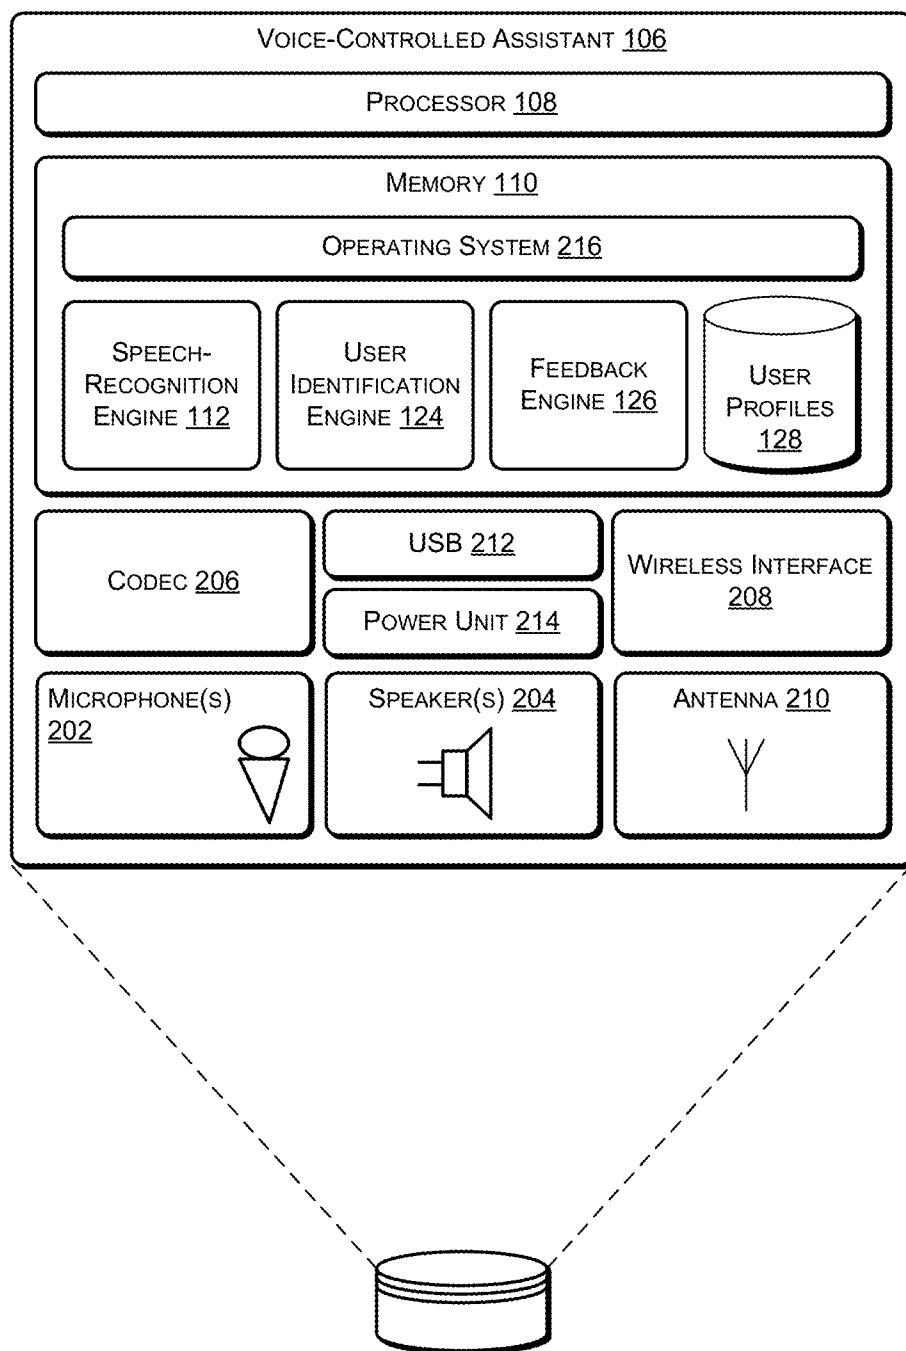 Voice-Controlled Assistant 106
Processor 108
Memory 110
Operating System 216
Speech-
Recognition
Engine 112
User
Identification
Engine 124
Feedback
Engine 126
User
Profiles
128
Codec 206
USB 212
Power Unit 214
Wireless Interface
208
Microphone(s)
202
Speaker(s) 204
Antenna 210